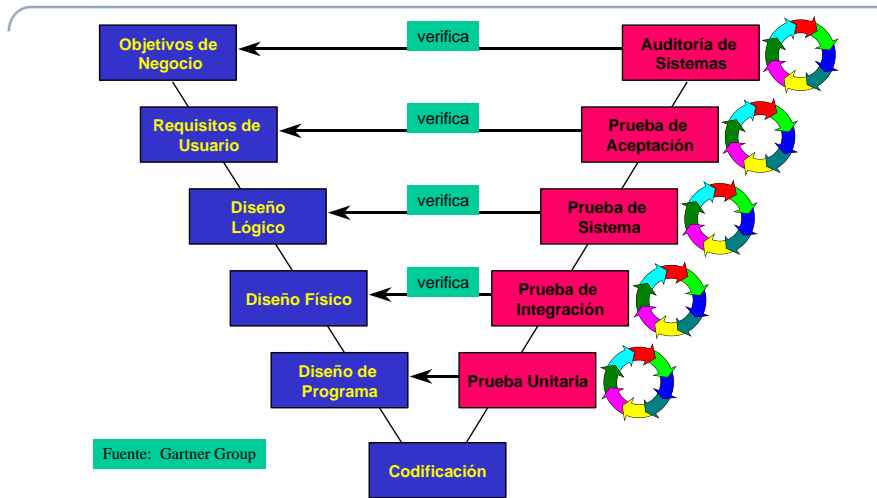 Objetivos de
Negocio
verifica
Auditoría de
Sistemas
Requisitos de
Usuario
verifica
Prueba de
Aceptación
Diseño
Lógico
verifica
Prueba de
Sistema
Diseño Físico
verifica
Prueba de
Integración
Diseño de
Programa
Prueba Unitaria
Fuente: Gartner Group
Codificación